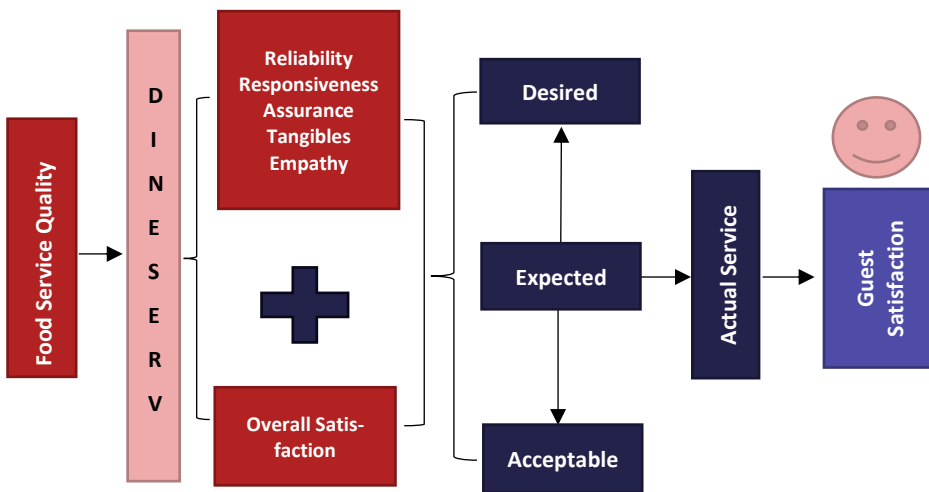 Food Service Quality
D
I
N
E
S
E
R
V
Reliability
Responsiveness
Assurance
Tangibles
Empathy
Overall Satis-
faction
Desired
Expected
Acceptable
Actual Service
Guest
Satisfaction